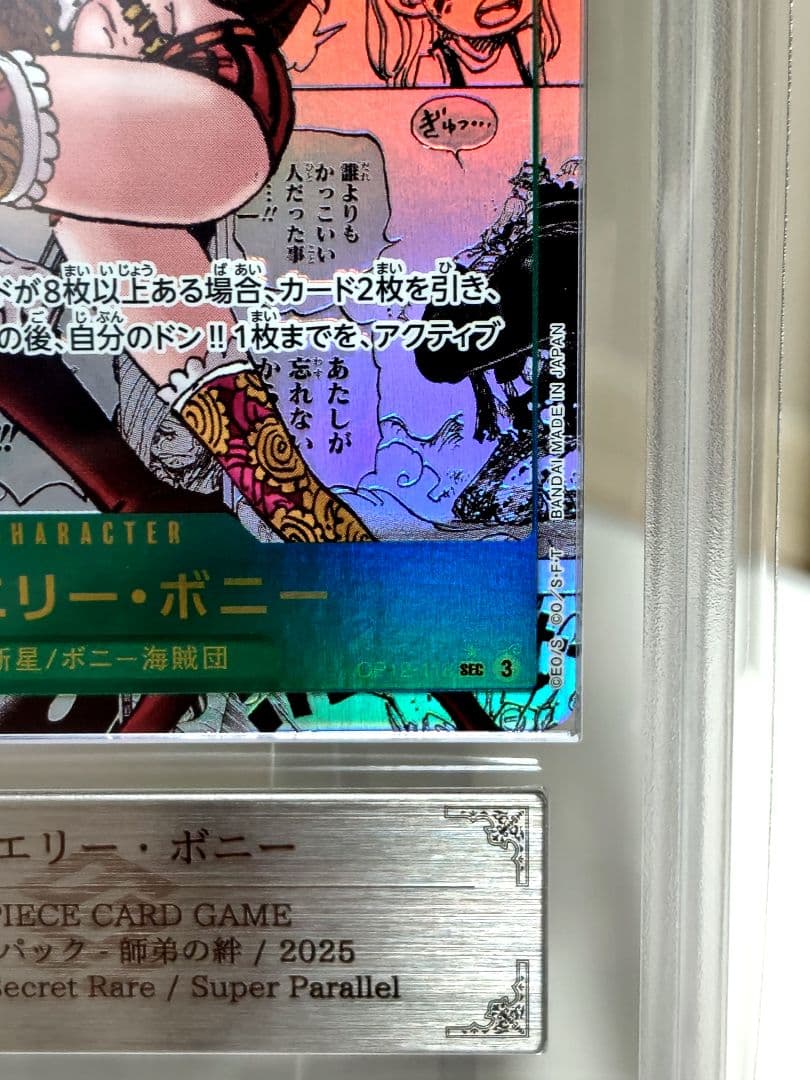 ぎゅっ…
誰よりも
かっこいい
人だった事
…!!
ドが8枚以上ある場合、カード2枚を引き、
の後、自分のドン!!1枚までを、アクティブ
あたしが
忘れない
から
!!
HARACTER
エリー・ボニー
新星/ボニー海賊団
OP12-11
SEC 3
©E.O/S. ©O/S・F・T BANDAI MADE IN JAPAN
エリー・ボニー
PIECE CARD GAME
パック - 師弟の絆 / 2025
Secret Rare / Super Parallel